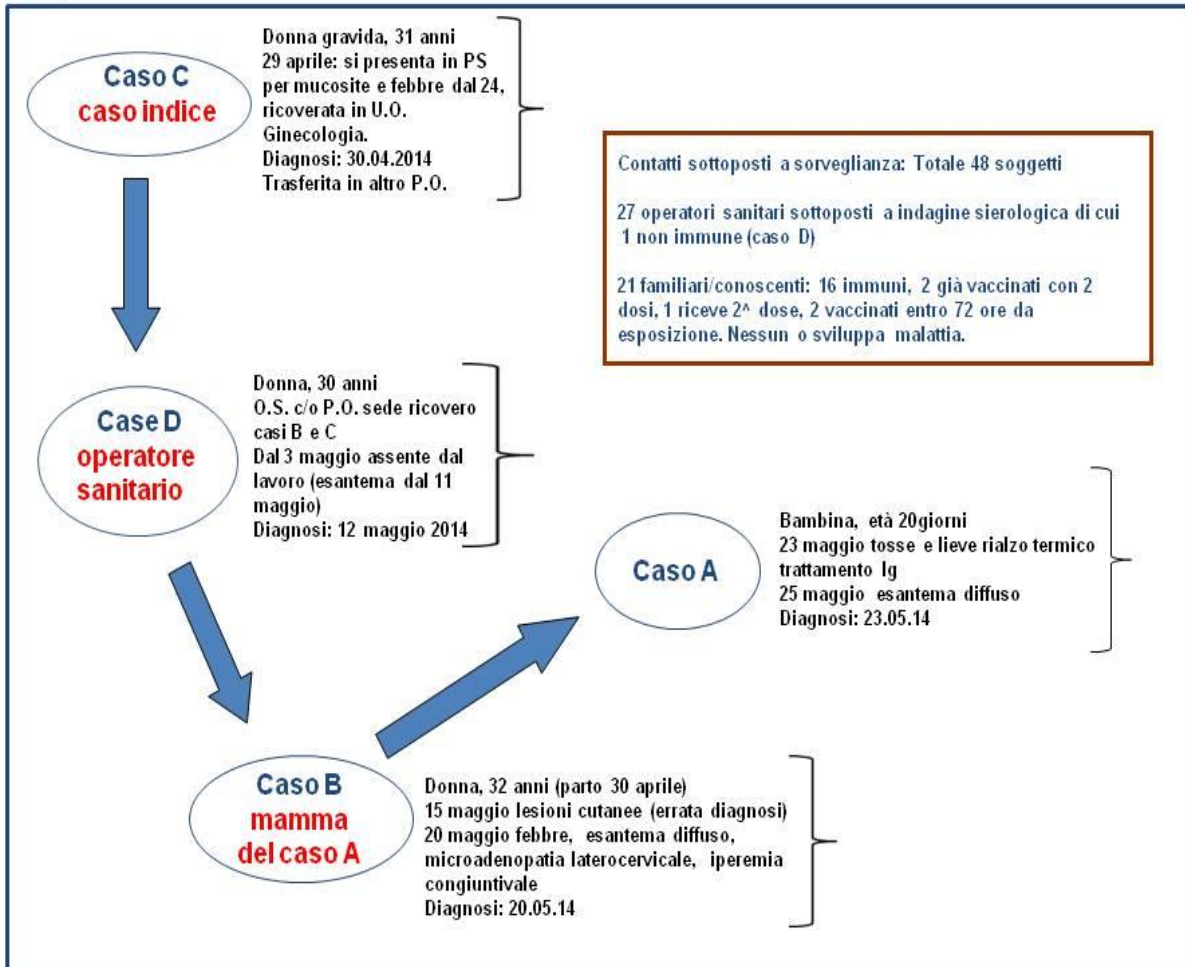 Caso C
caso indice
Donna gravida, 31 anni
29 aprile: si presenta in PS
per mucosite e febbre dal 24,
ricoverata in U.O.
Ginecologia.
Diagnosi: 30.04.2014
Trasferita in altro P.O.
Contatti sottoposti a sorveglianza: Totale 48 soggetti
27 operatori sanitari sottoposti a indagine sierologica di cui
1 non immune (caso D)
21 familiari/conoscenti: 16 immuni, 2 già vaccinati con 2
dosi, 1 riceve 2^ dose, 2 vaccinati entro 72 ore da
esposizione. Nessun o sviluppa malattia.
Case D
operatore
sanitario
Donna, 30 anni
O.S. c/o P.O. sede ricovero
casi B e C
Dal 3 maggio assente dal
lavoro (esantema dal 11
maggio)
Diagnosi: 12 maggio 2014
Caso A
Bambina, età 20giorni
23 maggio tosse e lieve rialzo termico
trattamento Ig
25 maggio esantema diffuso
Diagnosi: 23.05.14
Caso B
mamma
del caso A
Donna, 32 anni (parto 30 aprile)
15 maggio lesioni cutanee (errata diagnosi)
20 maggio febbre, esantema diffuso,
microadenopatia laterocervicale, iperemia
congiuntivale
Diagnosi: 20.05.14